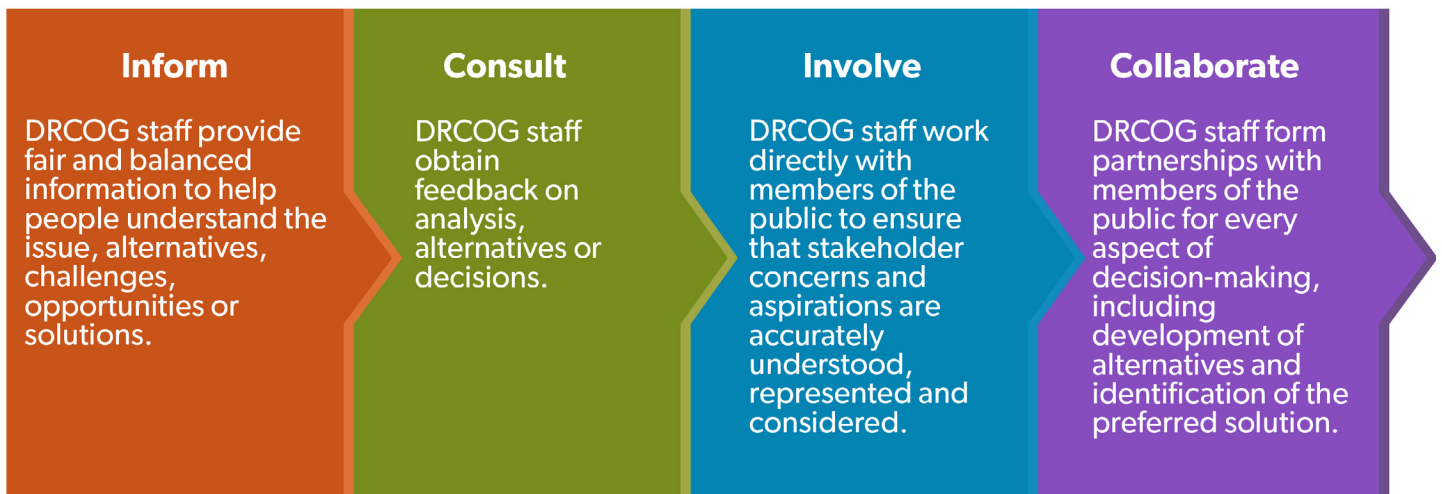 Inform
DRCOG staff provide
fair and balanced
information to help
people understand the
issue, alternatives,
challenges,
opportunities or
solutions.
Consult
DRCOG staff
obtain
feedback on
analysis,
alternatives or
decisions.
Involve
DRCOG staff work
directly with
members of the
public to ensure
that stakeholder
concerns and
aspirations are
accurately
understood,
represented and
considered.
Collaborate
DRCOG staff form
partnerships with
members of the
public for every
aspect of
decision-making,
including
development of
alternatives and
identification of the
preferred solution.